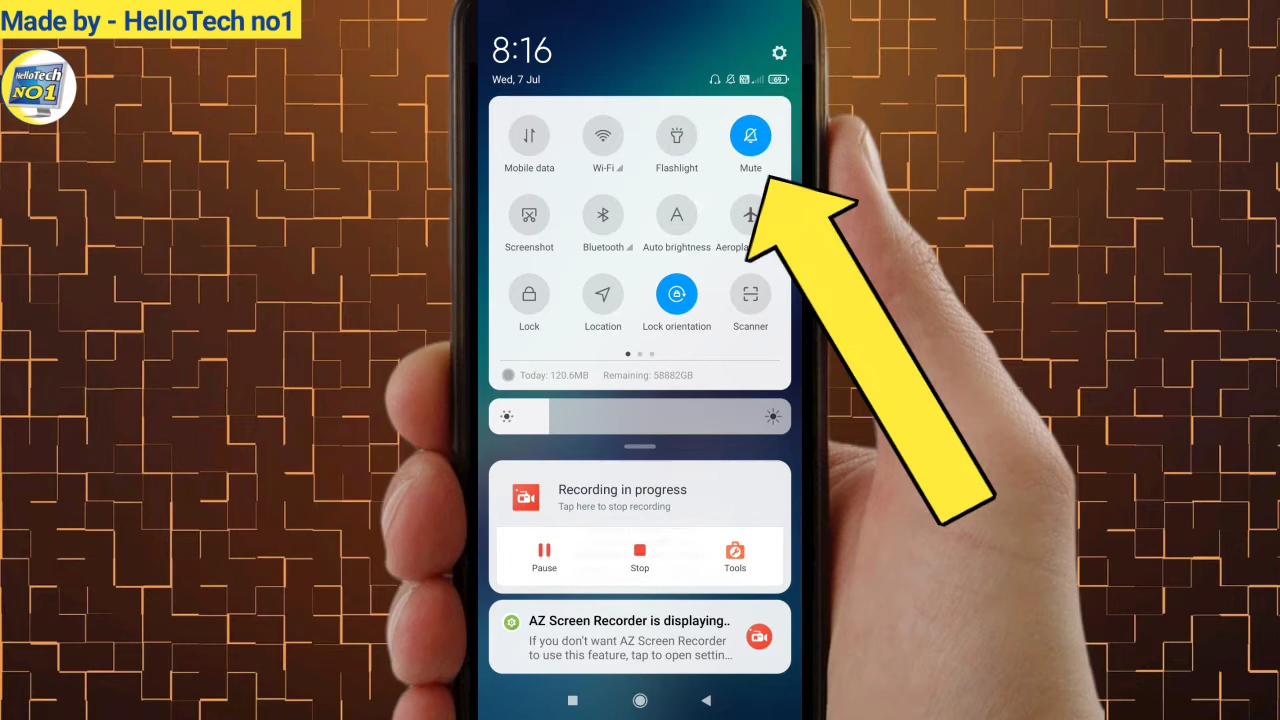 Made by - HelloTech no1
HelloTech
NO1
8:16
Wed, 7 Jul
69
Mobile data
Wi-Fi
Flashlight
Mute
Screenshot
Bluetooth
Auto brightness
Lock
Location
Lock orientation
Scanner
Today: 120.6MB
Remaining: 58882GB
Recording in progress
Tap here to stop recording
Pause
Stop
Tools
AZ Screen Recorder is displaying..
If you don't want AZ Screen Recorder
to use this feature, tap to open settin...